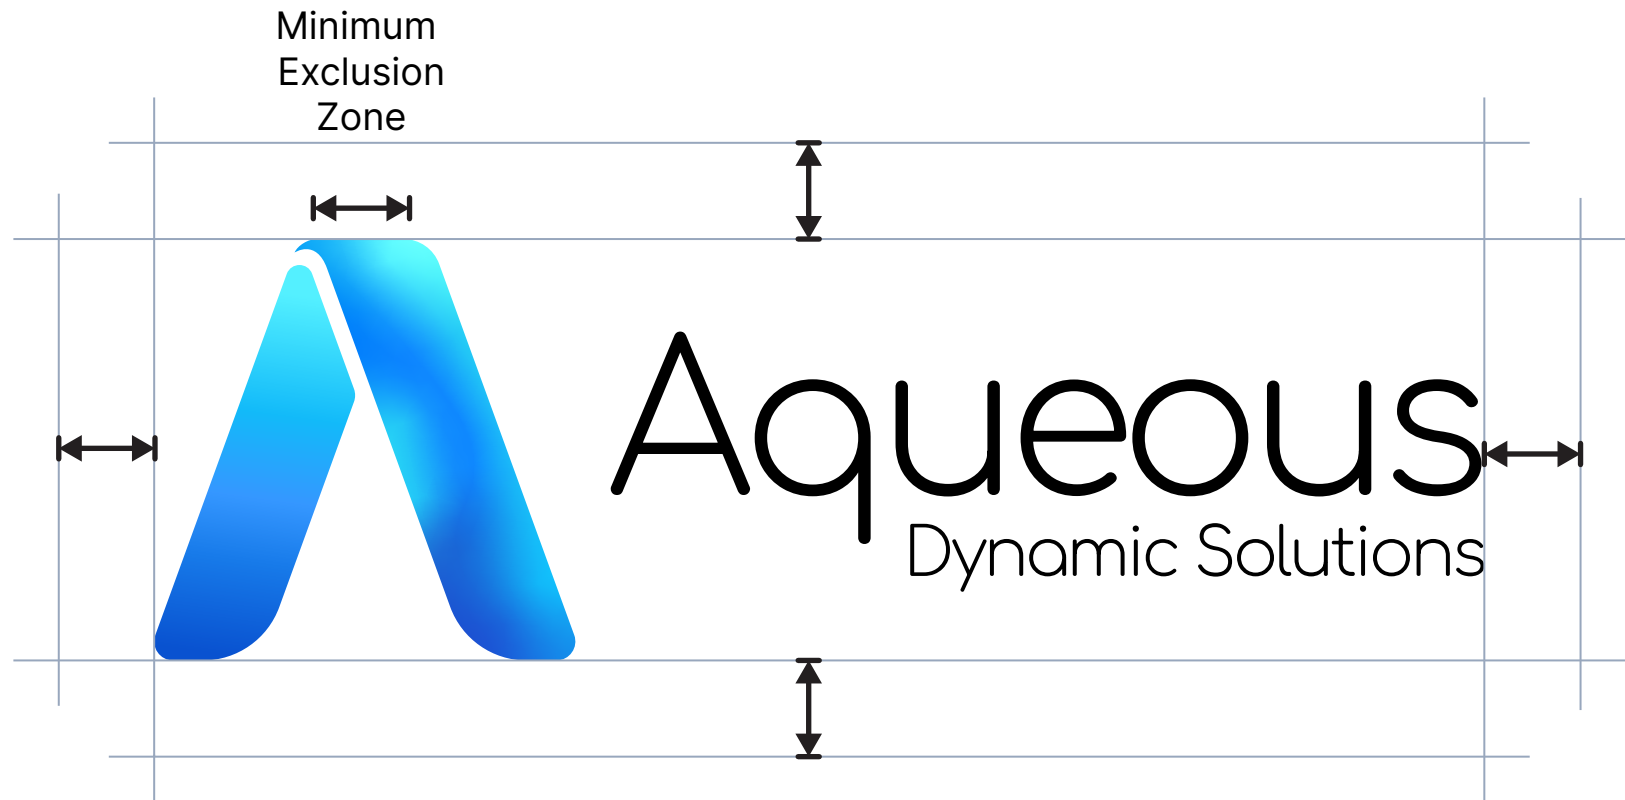 Minimum
Exclusion
Zone
Aqueous
Dynamic Solutions